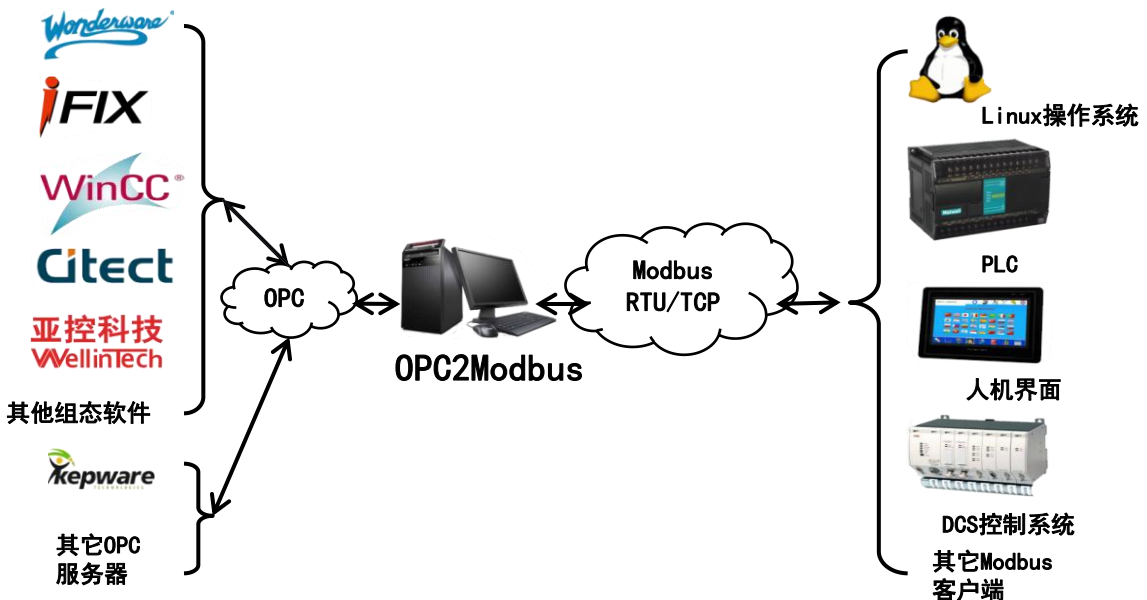 Wonderware
iFIX
WinCC
Citect
亚控科技
WellinTech
其他组态软件
kepware
TECHNOLOGIES
其它OPC
服务器
OPC
OPC2Modbus
Modbus
RTU/TCP
Linux操作系统
PLC
人机界面
DCS控制系统
其它Modbus
客户端